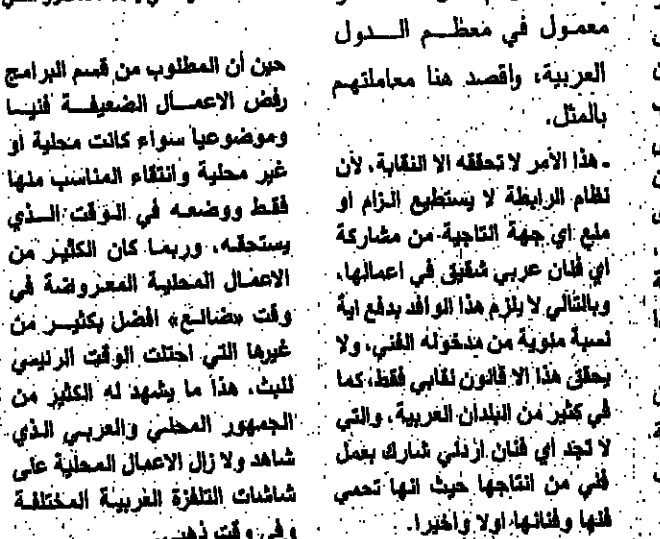 معمول في معظم الدول
العربية، واقصد هنا معاملتهم
بالمثل.
ـ هذا الأمر لا تحققه الا النقابة، لأن
نظام الرابطة لا يستطيع الزام او
منع اي جهة انتاجية من مشاركة
اي فنان عربي شقيق في اعمالها،
وبالتالي لا يلزم هذا الوافد بدفع اية
نسبة مئوية من مدخوله الفني، ولا
يحقق هذا الا قانون نقابي فقط، كما
في كثير من البلدان العربية، والتي
لا تجد أي فنان اردني شارك بعمل
فني من انتاجها حيث انها تحمي
فنها وفنانها اولا واخيرا.
حين أن المطلوب من قسم البرامج
رفض الاعمال الضعيفة فنيا
وموضوعيا سواء كانت محلية او
غير محلية وانتقاء المناسب منها
فقط ووضعه في الوقت الذي
يستحقه، وربما كان الكثير من
الاعمال المحلية المعروضة في
وقت «ضائع» افضل بكثير من
غيرها التي احتلت الوقت الرئيسي
للبث، هذا ما يشهد له الكثير من
الجمهور المحلي والعربي الذي
شاهد ولا زال الاعمال المحلية على
شاشات التلفزة العربية المختلفة
وفي وقت ذهبي